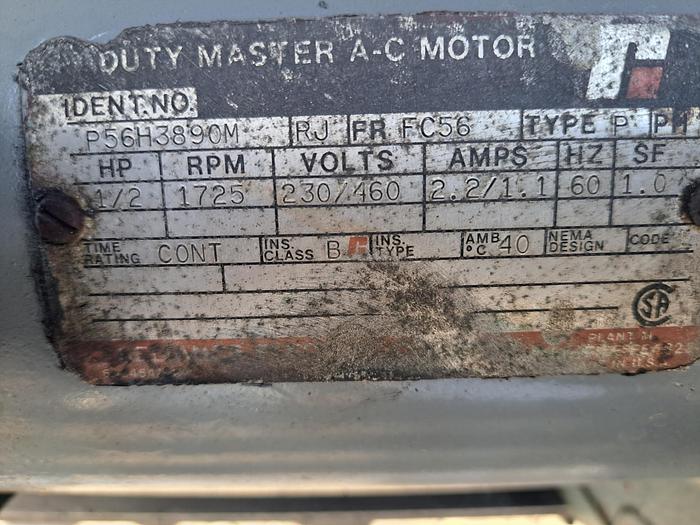 DUTY MASTER A-C MOTOR
IDENT.NO.
P56H3890M RJ FR FC56 TYPE P
HP RPM VOLTS AMPS HZ SF
1/2 1725 230/460 2.2/1.1 60 1.0
TIME RATING CONT INS. CLASS B INS. TYPE AMB °C 40 NEMA DESIGN CODE
PLANT